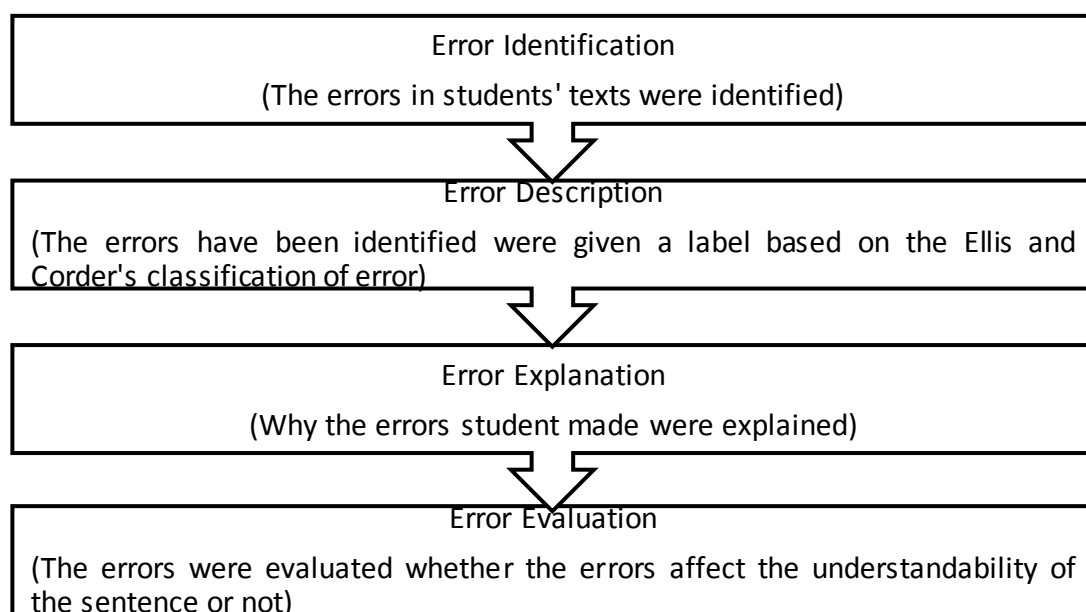 Error Identification
(The errors in students' texts were identified)
Error Description
(The errors have been identified were given a label based on the Ellis and
Corder's classification of error)
Error Explanation
(Why the errors student made were explained)
Error Evaluation
(The errors were evaluated whether the errors affect the understandability of
the sentence or not)